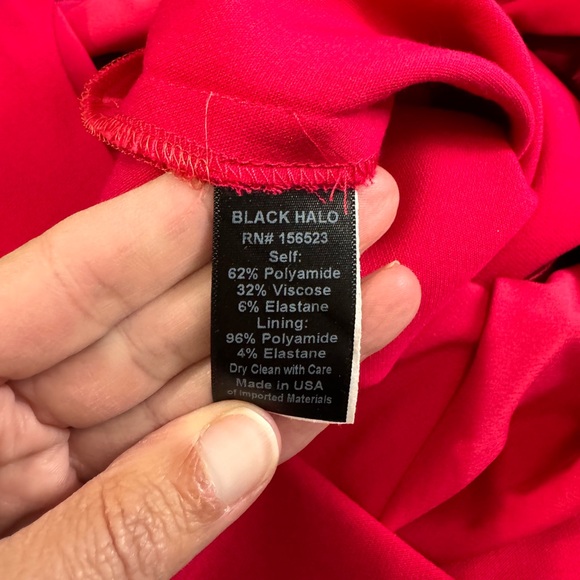 BLACK HALO
RN# 156523
Self:
62% Polyamide
32% Viscose
6% Elastane
Lining:
96% Polyamide
4% Elastane
Dry Clean with Care
Made in USA
of Imported Materials